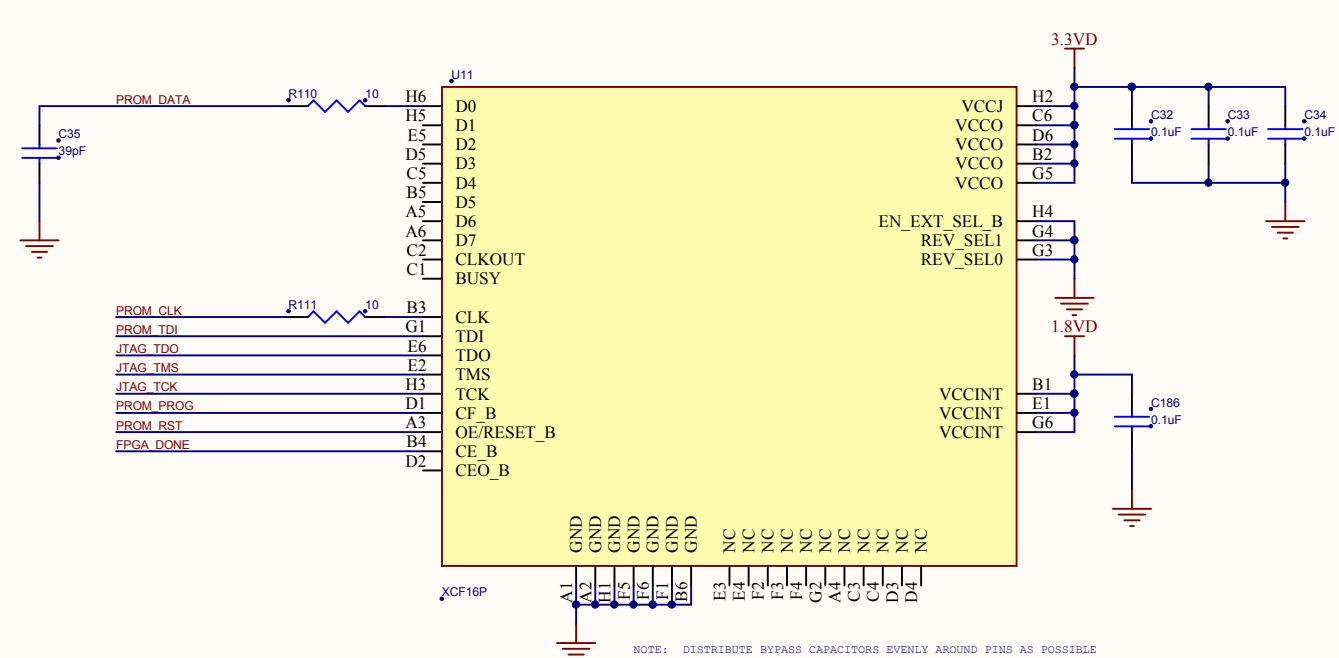 3.3VD
U11
PROM_DATA
R110
10
H6
D0
H5
D1
E5
D2
D5
D3
C5
D4
B5
D5
A5
D6
A6
D7
C2
CLKOUT
C1
BUSY
C35
39pF
PROM_CLK
R111
10
B3
CLK
PROM_TDI
G1
TDI
JTAG_TDO
E6
TDO
JTAG_TMS
E2
TMS
JTAG_TCK
H3
TCK
PROM_PROG
D1
CF_B
PROM_RST
A3
OE/RESET_B
FPGA_DONE
B4
CE_B
D2
CEO_B
VCCJ
H2
VCCO
C6
VCCO
D6
VCCO
B2
VCCO
G5
EN_EXT_SEL_B
H4
REV_SEL1
G4
REV_SEL0
G3
C32
0.1uF
C33
0.1uF
C34
0.1uF
1.8VD
VCCINT
B1
VCCINT
E1
VCCINT
G6
C186
0.1uF
GND
GND
GND
GND
GND
GND
GND
NC
NC
NC
NC
NC
NC
NC
NC
NC
NC
NC
A1
A2
H1
F5
F6
F1
B6
E3
E4
F2
F3
F4
G2
A4
C3
C4
D3
D4
XCF16P
NOTE: DISTRIBUTE BYPASS CAPACITORS EVENLY AROUND PINS AS POSSIBLE